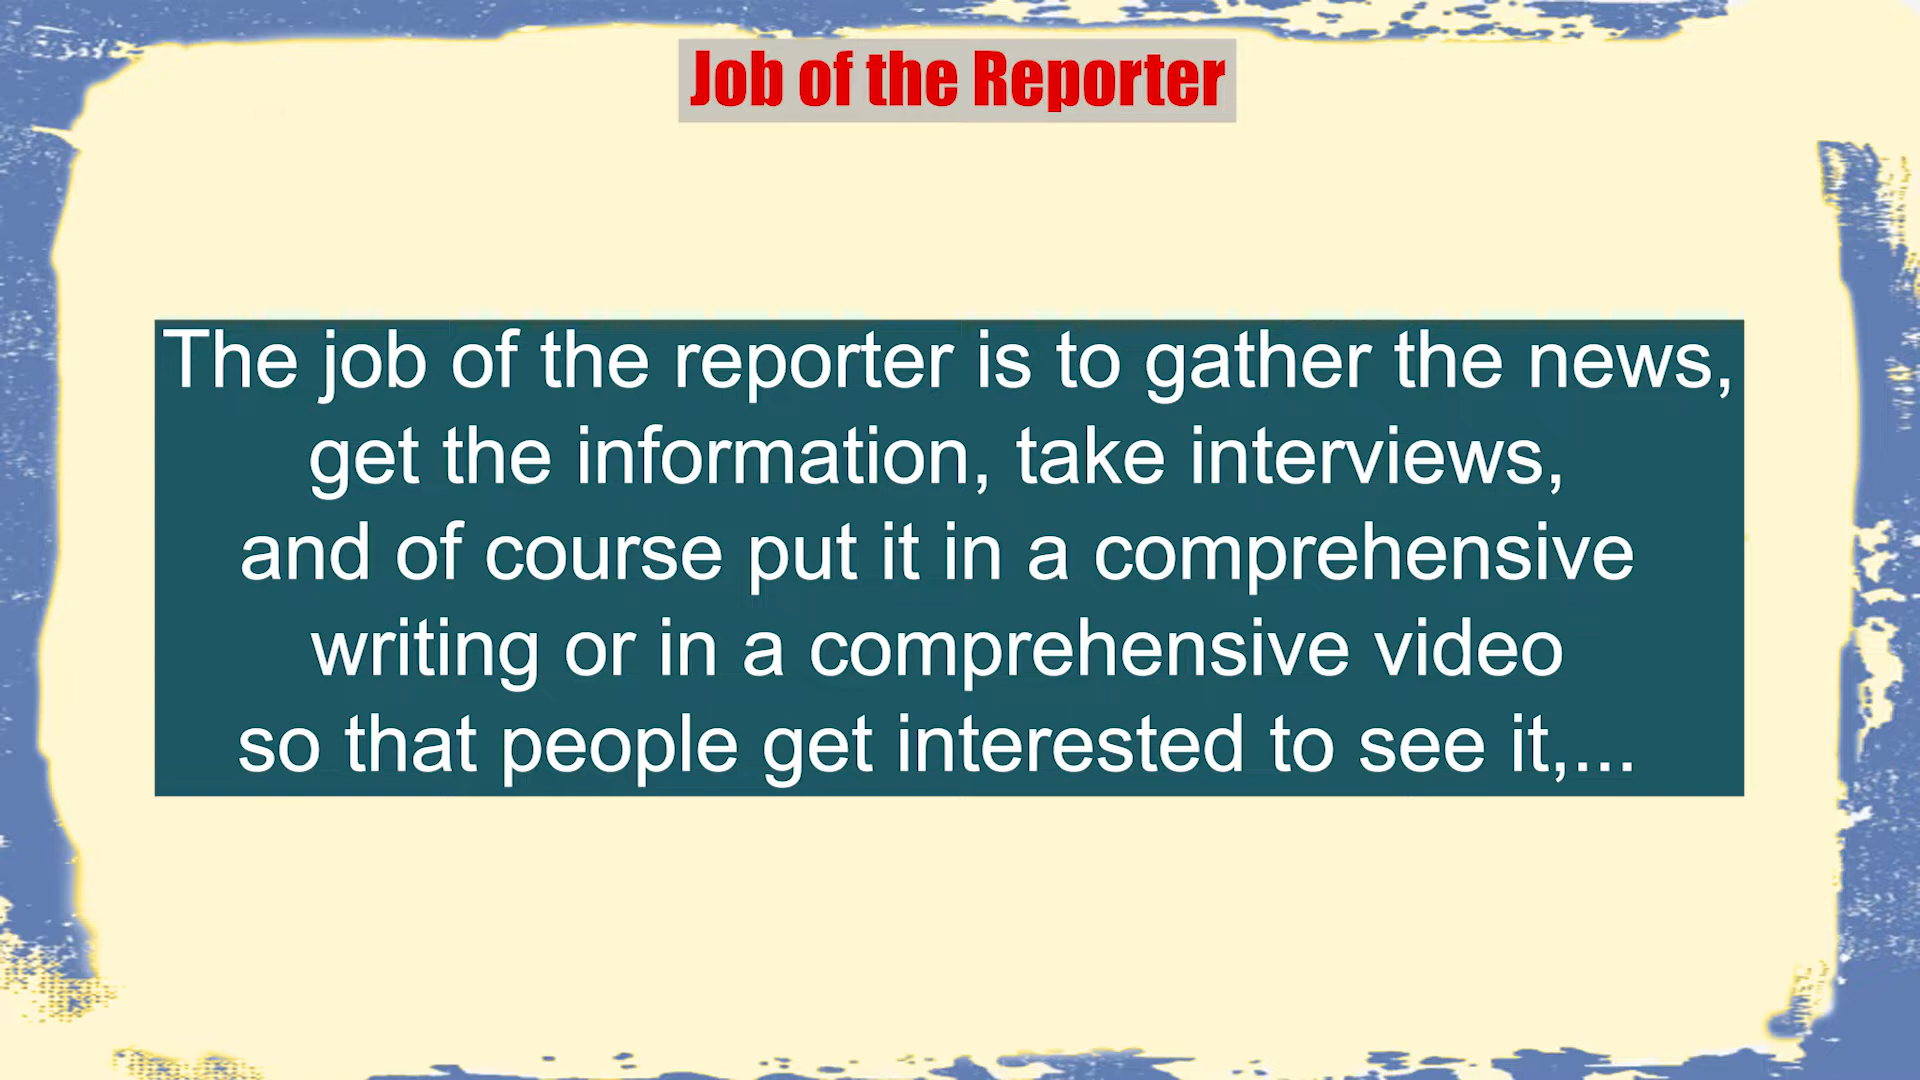 Job of the Reporter
The job of the reporter is to gather the news,
get the information, take interviews,
and of course put it in a comprehensive
writing or in a comprehensive video
so that people get interested to see it,...